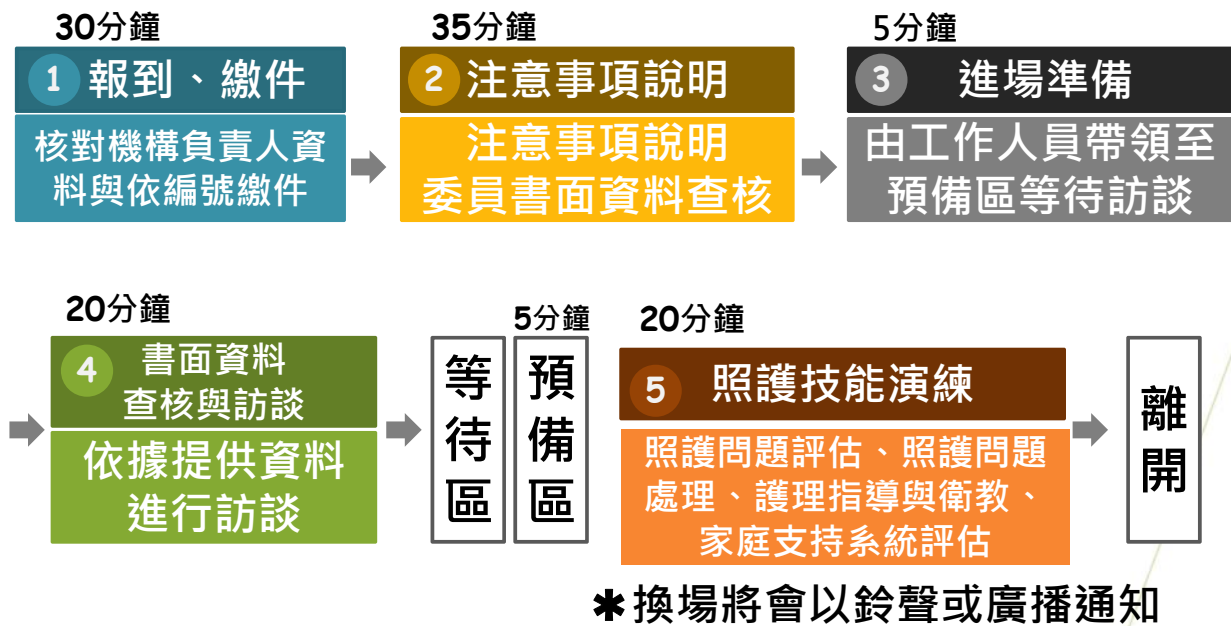 30分鐘
1 報到、繳件
核對機構負責人資
料與依編號繳件
35分鐘
2 注意事項說明
注意事項說明
委員書面資料查核
5分鐘
3 進場準備
由工作人員帶領至
預備區等待訪談
20分鐘
4 書面資料
查核與訪談
依據提供資料
進行訪談
等待區
5分鐘
預備區
20分鐘
5 照護技能演練
照護問題評估、照護問題
處理、護理指導與衛教、
家庭支持系統評估
離開
✱換場將會以鈴聲或廣播通知